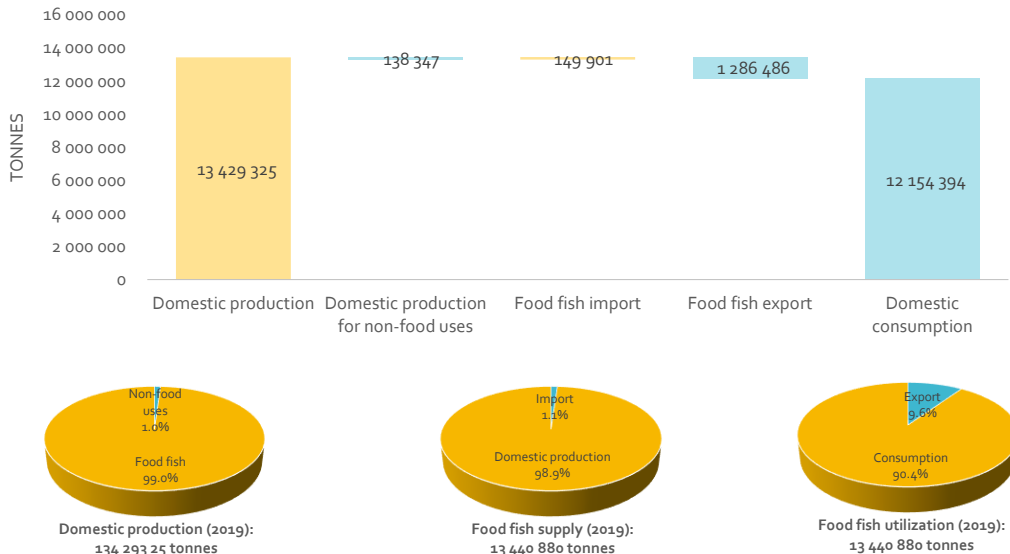 16 000 000
14 000 000
12 000 000
10 000 000
8 000 000
6 000 000
4 000 000
2 000 000
0
TONNES
13 429 325
138 347
149 901
1 286 486
12 154 394
Domestic production
Domestic production
for non-food uses
Food fish import
Food fish export
Domestic
consumption
Non-food
uses
1.0%
Food fish
99.0%
Domestic production (2019):
134 293 25 tonnes
Import
1.1%
Domestic production
98.9%
Food fish supply (2019):
13 440 880 tonnes
Export
9.6%
Consumption
90.4%
Food fish utilization (2019):
13 440 880 tonnes